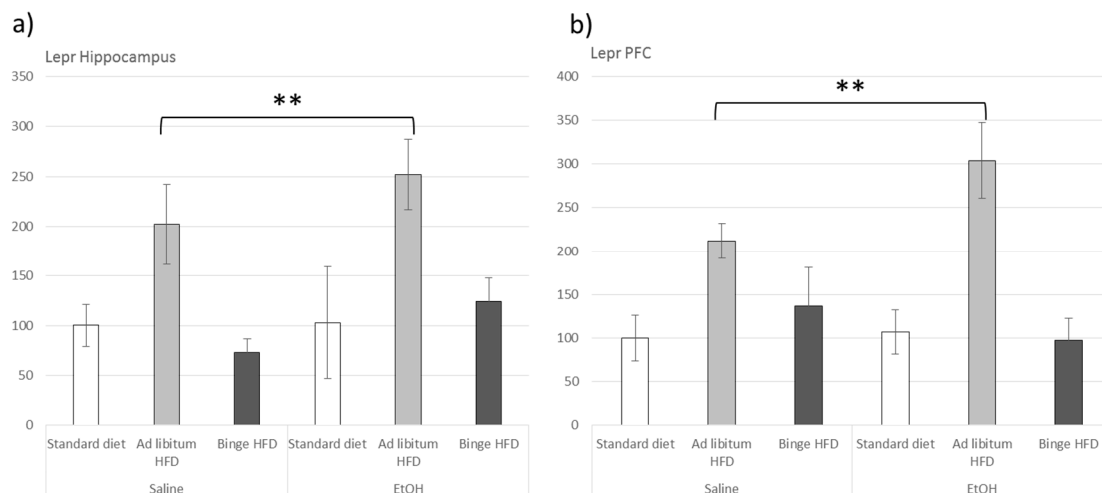 a)
Lepr Hippocampus
350
300
250
200
150
100
50
0
**
Standard diet
Ad libitum
HFD
Binge HFD
Standard diet
Ad libitum
HFD
Binge HFD
Saline
EtOH
b)
Lepr PFC
400
350
300
250
200
150
100
50
0
**
Standard diet
Ad libitum
HFD
Binge HFD
Standard diet
Ad libitum
HFD
Binge HFD
Saline
EtOH